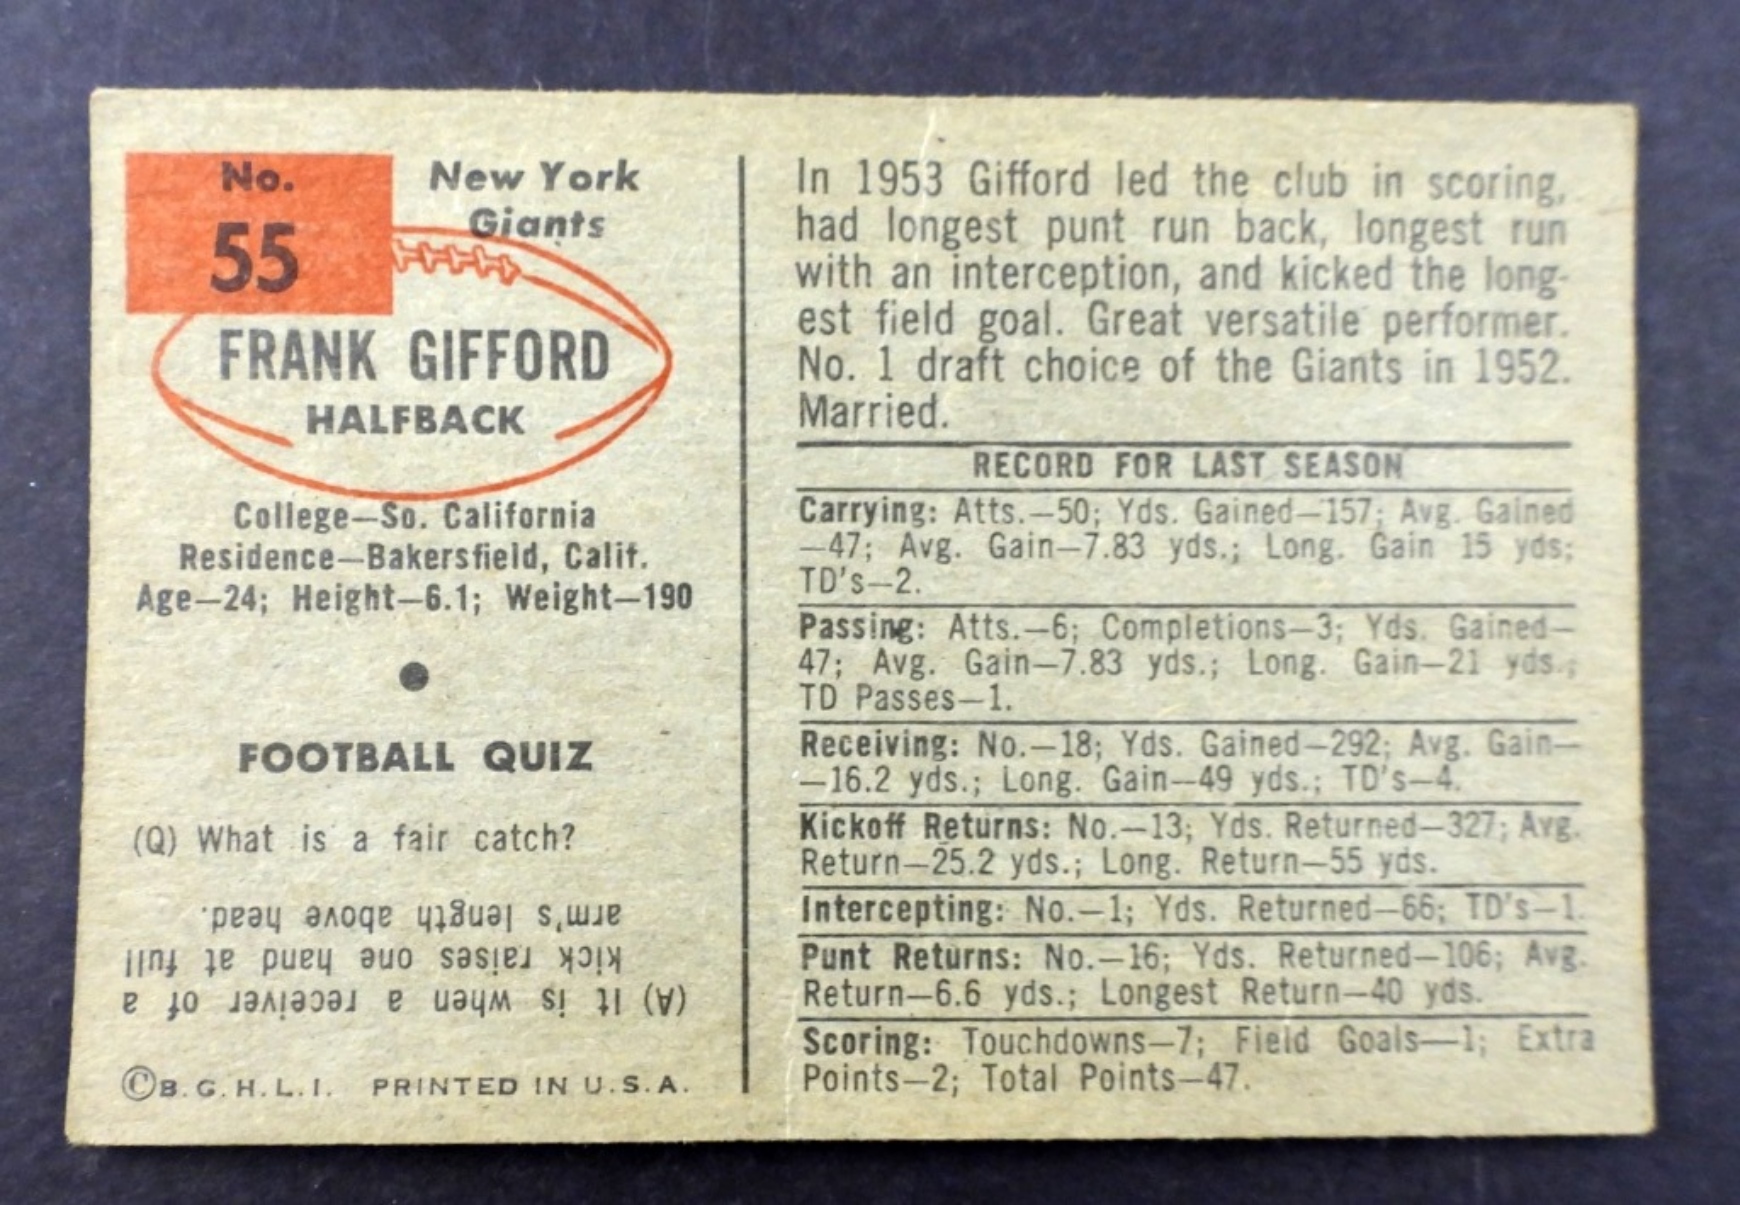 No.
55
New York
Giants
FRANK GIFFORD
HALFBACK
College—So. California
Residence—Bakersfield, Calif.
Age—24; Height—6.1; Weight—190
FOOTBALL QUIZ
(Q) What is a fair catch?
(A) It is when a receiver of a
kick raises one hand at full
arm's length above head.
©B.G.H.L.I. PRINTED IN U.S.A.
In 1953 Gifford led the club in scoring,
had longest punt run back, longest run
with an interception, and kicked the long-
est field goal. Great versatile performer.
No. 1 draft choice of the Giants in 1952.
Married.
RECORD FOR LAST SEASON
Carrying: Atts.—50; Yds. Gained—157; Avg. Gained
—47; Avg. Gain—7.83 yds.; Long. Gain 15 yds;
TD's—2.
Passing: Atts.—6; Completions—3; Yds. Gained—
47; Avg. Gain—7.83 yds.; Long. Gain—21 yds.;
TD Passes—1.
Receiving: No.—18; Yds. Gained—292; Avg. Gain—
—16.2 yds.; Long. Gain—49 yds.; TD's—4.
Kickoff Returns: No.—13; Yds. Returned—327; Avg.
Return—25.2 yds.; Long. Return—55 yds.
Intercepting: No.—1; Yds. Returned—66; TD's—1.
Punt Returns: No.—16; Yds. Returned—106; Avg.
Return—6.6 yds.; Longest Return—40 yds.
Scoring: Touchdowns—7; Field Goals—1; Extra
Points—2; Total Points—47.